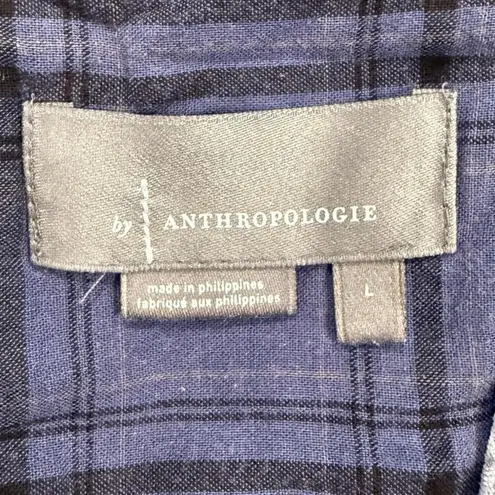 by ANTHROPOLOGIE
made in philippines
fabriqué aux philippines
L